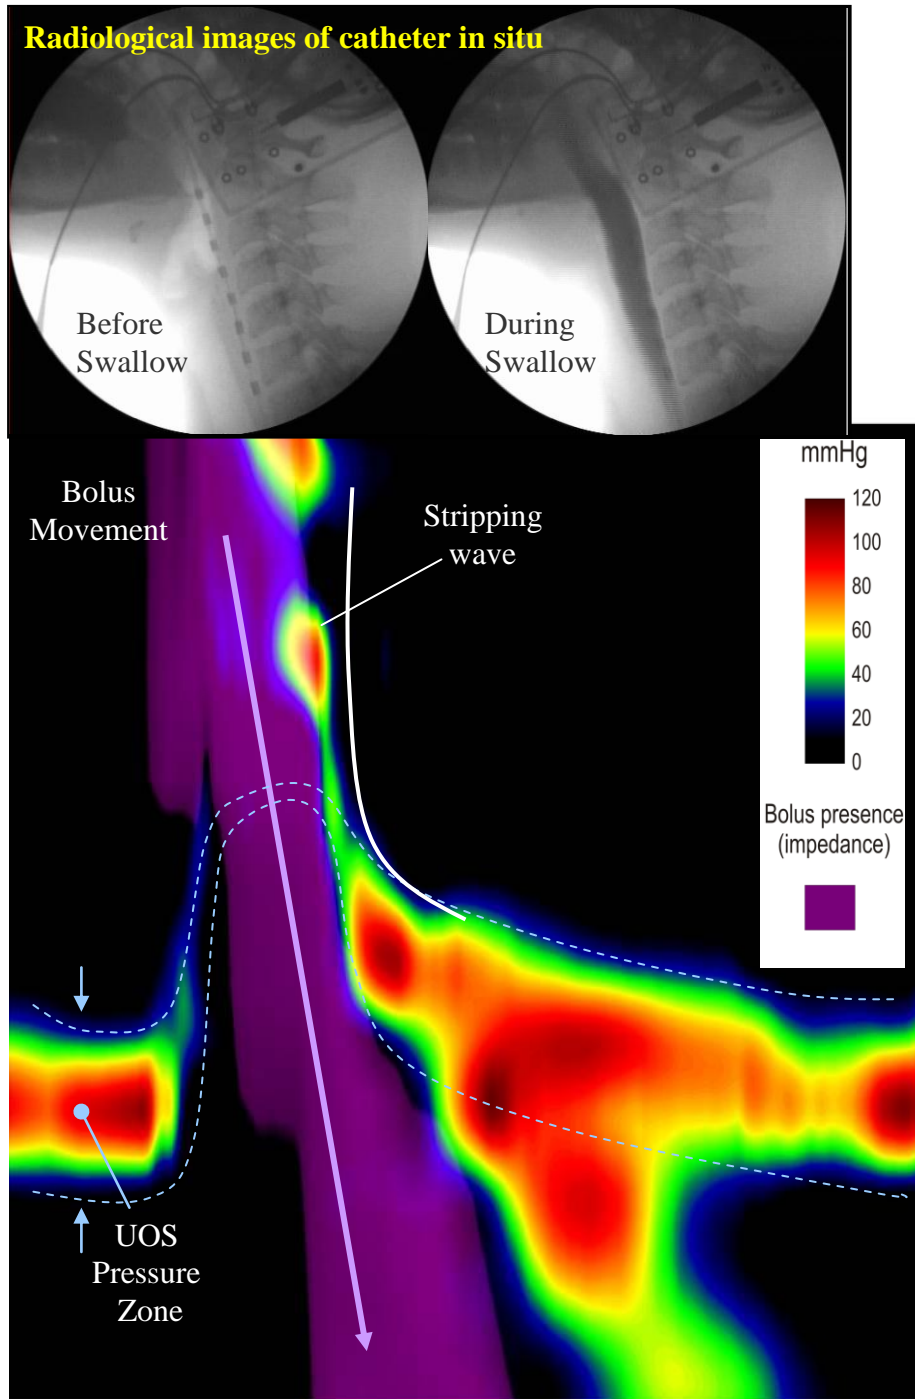 Radiological images of catheter in situ
Before
Swallow
During
Swallow
Bolus
Movement
Stripping
wave
mmHg
120
100
80
60
40
20
0
Bolus presence
(impedance)
UOS
Pressure
Zone